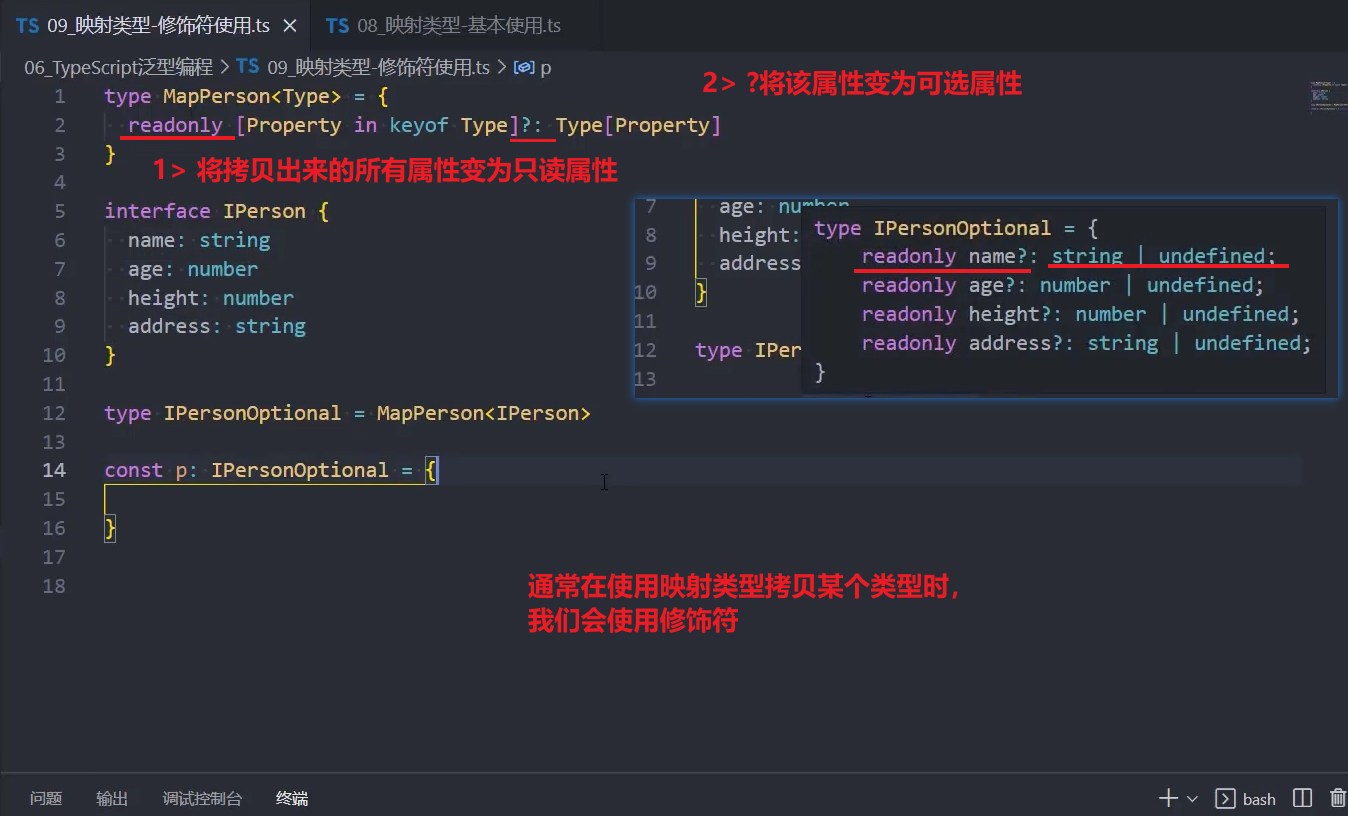 TS 09_映射类型-修饰符使用.ts ×
TS 08_映射类型-基本使用.ts
06_TypeScript泛型编程 > TS 09_映射类型-修饰符使用.ts > p
2> ?将该属性变为可选属性
1 type MapPerson<Type> = {
2 readonly [Property in keyof Type]?: Type[Property]
3 }
1> 将拷贝出来的所有属性变为只读属性
4
5 interface IPerson {
6 name: string
7 age: number
8 height: number
9 address: string
10 }
11
12 type IPersonOptional = MapPerson<IPerson>
13
14 const p: IPersonOptional = {
15
16 }
17
18
7 age: number
8 height:
9 address
10 }
11
12 type IPer
13
type IPersonOptional = {
readonly name?: string | undefined;
readonly age?: number | undefined;
readonly height?: number | undefined;
readonly address?: string | undefined;
}
通常在使用映射类型拷贝某个类型时，
我们会使用修饰符
问题 输出 调试控制台 终端
bash